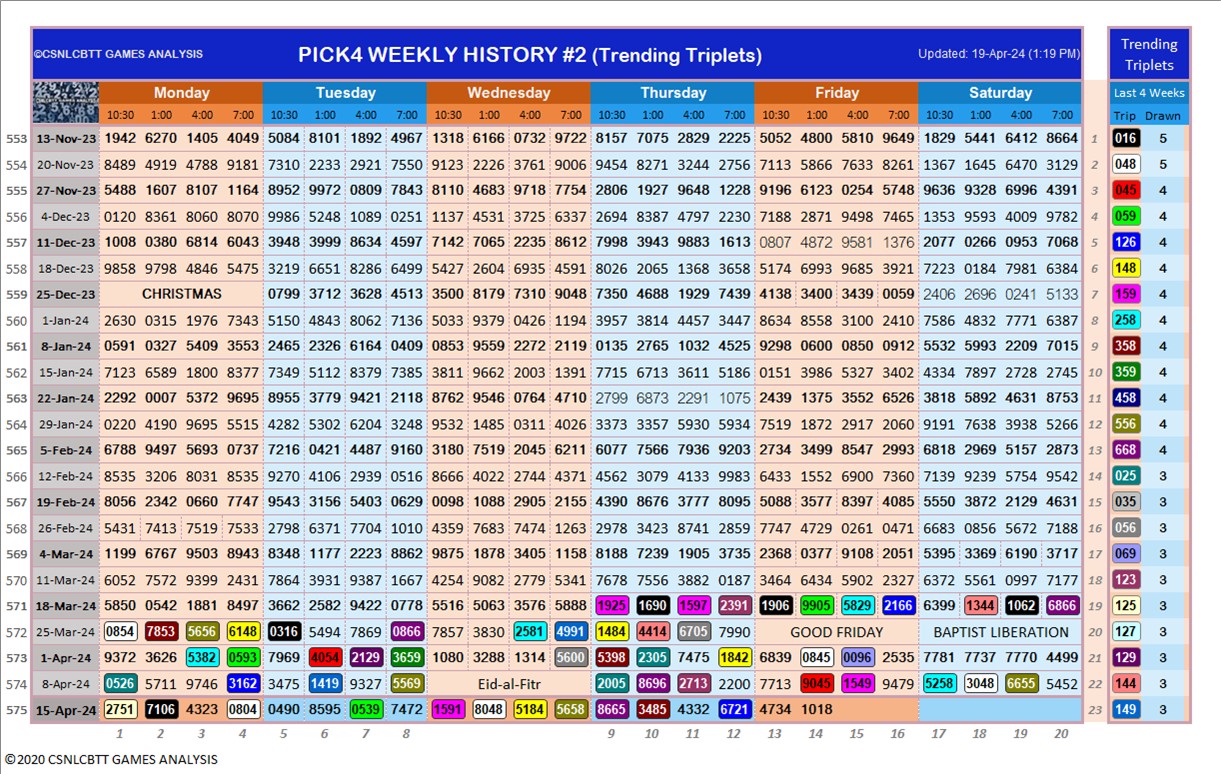 ©CSNLCBTT GAMES ANALYSIS PICK4 WEEKLY HISTORY #2 (Trending Triplets) Updated: 19-Apr-24 (1:19 PM) Trending Triplets
Monday Tuesday Wednesday Thursday Friday Saturday Last 4 Weeks
10:30 1:00 4:00 7:00 10:30 1:00 4:00 7:00 10:30 1:00 4:00 7:00 10:30 1:00 4:00 7:00 10:30 1:00 4:00 7:00 10:30 1:00 4:00 7:00 Trip Drawn
553 13-Nov-23 1942 6270 1405 4049 5084 8101 1892 4967 1318 6166 0732 9722 8157 7075 2829 2225 5052 4800 5810 9649 1829 5441 6412 8664 1 016 5
554 20-Nov-23 8489 4919 4788 9181 7310 2233 2921 7550 9123 2226 3761 9006 9454 8271 3244 2756 7113 5866 7633 8261 1367 1645 6470 3129 2 048 5
555 27-Nov-23 5488 1607 8107 1164 8952 9972 0809 7843 8110 4683 9718 7754 2806 1927 9648 1228 9196 6123 0254 5748 9636 9328 6996 4391 3 045 4
556 4-Dec-23 0120 8361 8060 8070 9986 5248 1089 0251 1137 4531 3725 6337 2694 8387 4797 2230 7188 2871 9498 7465 1353 9593 4009 9782 4 059 4
557 11-Dec-23 1008 0380 6814 6043 3948 3999 8634 4597 7142 7065 2235 8612 7998 3943 9883 1613 0807 4872 9581 1376 2077 0266 0953 7068 5 126 4
558 18-Dec-23 9858 9798 4846 5475 3219 6651 8286 6499 5427 2604 6935 4591 8026 2065 1368 3658 5174 6993 9685 3921 7223 0184 7981 6384 6 148 4
559 25-Dec-23 CHRISTMAS 0799 3712 3628 4513 3500 8179 7310 9048 7350 4688 1929 7439 4138 3400 3439 0059 2406 2696 0241 5133 7 159 4
560 1-Jan-24 2630 0315 1976 7343 5150 4843 8062 7136 5033 9379 0426 1194 3957 3814 4457 3447 8634 8558 3100 2410 7586 4832 7771 6387 8 258 4
561 8-Jan-24 0591 0327 5409 3553 2465 2326 6164 0409 0853 9559 2272 2119 0135 2765 1032 4525 9298 0600 0850 0912 5532 5993 2209 7015 9 358 4
562 15-Jan-24 7123 6589 1800 8377 7349 5112 8379 7385 3811 9662 2003 1391 7715 6713 3611 5186 0151 3986 5327 3402 4334 7897 2728 2745 10 359 4
563 22-Jan-24 2292 0007 5372 9695 8955 3779 9421 2118 8762 9546 0764 4710 2799 6873 2291 1075 2439 1375 3552 6526 3818 5892 4631 8753 11 458 4
564 29-Jan-24 0220 4190 9695 5515 4282 5302 6204 3248 9532 1485 0311 4026 3373 3357 5930 5934 7519 1872 2917 2060 9191 7638 3938 5266 12 556 4
565 5-Feb-24 6788 9497 5693 0737 7216 0421 4487 9160 3180 7519 2045 6211 6077 7566 7936 9203 2734 3499 8547 2993 6818 2969 5157 2873 13 668 4
566 12-Feb-24 8535 3206 8031 8535 9270 4106 2939 0516 8666 4022 2744 4371 4562 3079 4139 9983 6433 1552 6900 7360 7139 9239 5754 9542 14 025 3
567 19-Feb-24 8056 2342 0660 7747 9543 3156 5403 0629 0098 1088 2905 2155 4390 8676 3777 8095 5088 3577 8397 4085 5550 3872 2129 4631 15 035 3
568 26-Feb-24 5431 7413 7519 7533 2798 6371 7704 1010 4359 7683 7474 1263 2978 3423 8741 2859 7747 4729 0261 0471 6683 0856 5672 7188 16 056 3
569 4-Mar-24 1199 6767 9503 8943 8348 1177 2223 8862 9875 1878 3405 1158 8188 7239 1905 3735 2368 0377 9108 2051 5395 3369 6190 3717 17 069 3
570 11-Mar-24 6052 7572 9399 2431 7864 3931 9387 1667 4254 9082 2779 5341 7678 7556 3882 0187 3464 6434 5902 2327 6372 5561 0997 7177 18 123 3
571 18-Mar-24 5850 0542 1881 8497 3662 2582 9422 0778 5516 5063 3576 5888 1925 1690 1597 2391 1906 9905 5829 2166 6399 1344 1062 6866 19 125 3
572 25-Mar-24 0854 7853 5656 6148 0316 5494 7869 0866 7857 3830 2581 4991 1484 4414 6705 7990 GOOD FRIDAY BAPTIST LIBERATION 20 127 3
573 1-Apr-24 9372 3626 5382 0593 7969 4054 2129 3659 1080 3288 1314 5600 5398 2305 7475 1842 6839 0845 0096 2535 7781 7737 7770 4499 21 129 3
574 8-Apr-24 0526 5711 9746 3162 3475 1419 9327 5569 Eid-al-Fitr 2005 8696 2713 2200 7713 9045 1549 9479 5258 3048 6655 5452 22 144 3
575 15-Apr-24 2751 7106 4323 0804 0490 8595 0539 7472 1591 8048 5184 5658 8665 3485 4332 6721 4734 1018 23 149 3
1 2 3 4 5 6 7 8 9 10 11 12 13 14 15 16 17 18 19 20
©2020 CSNLCBTT GAMES ANALYSIS